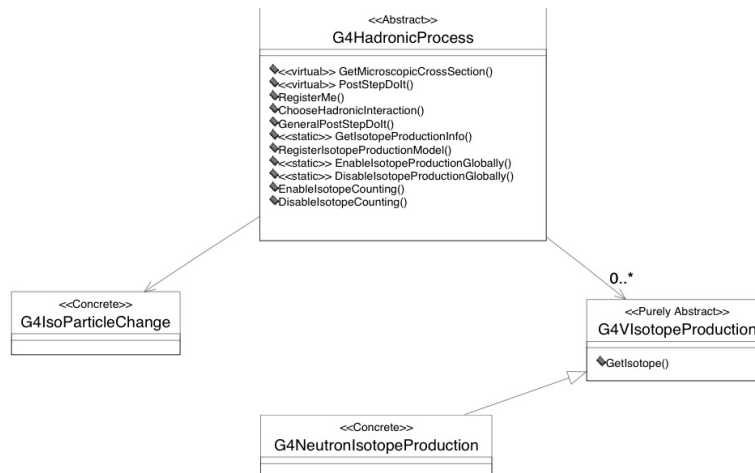 <<Abstract>>
G4HadronicProcess
<<virtual>> GetMicroscopicCrossSection()
<<virtual>> PostStepDoIt()
RegisterMe()
ChooseHadronicInteraction()
GeneralPostStepDoIt()
<<static>> GetIsotopeProductionInfo()
RegisterIsotopeProductionModel()
<<static>> EnableIsotopeProductionGlobally()
<<static>> DisableIsotopeProductionGlobally()
EnableIsotopeCounting()
DisableIsotopeCounting()
0..*
<<Concrete>>
G4IsoParticleChange
<<Purely Abstract>>
G4VIsotopeProduction
GetIsotope()
<<Concrete>>
G4NeutronIsotopeProduction